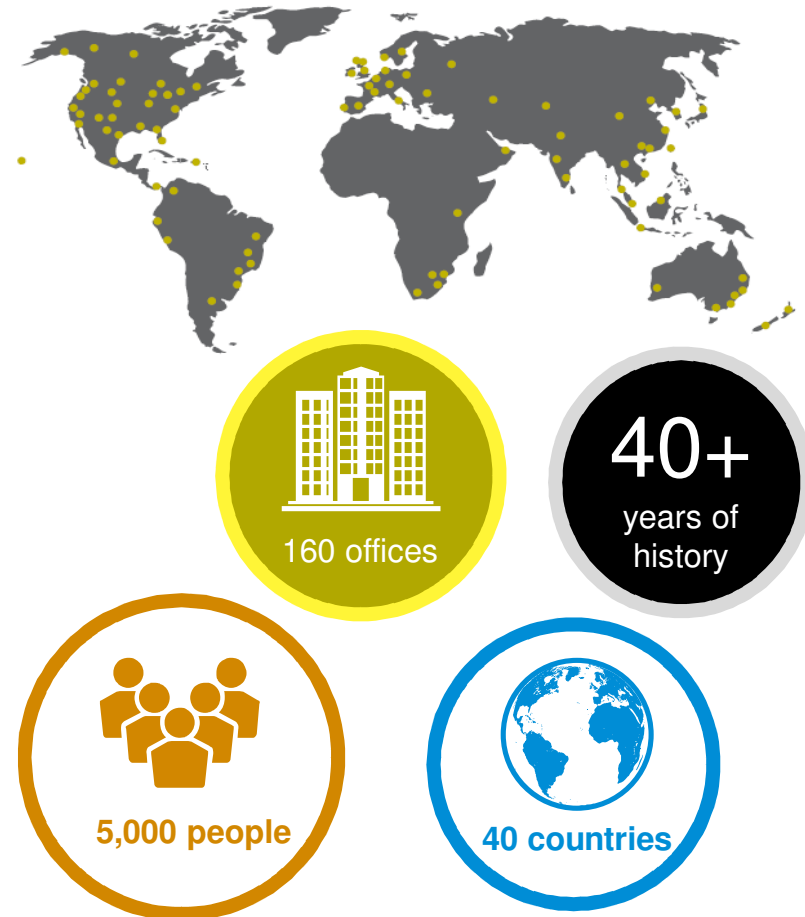 160 offices
40+
years of
history
5,000 people
40 countries